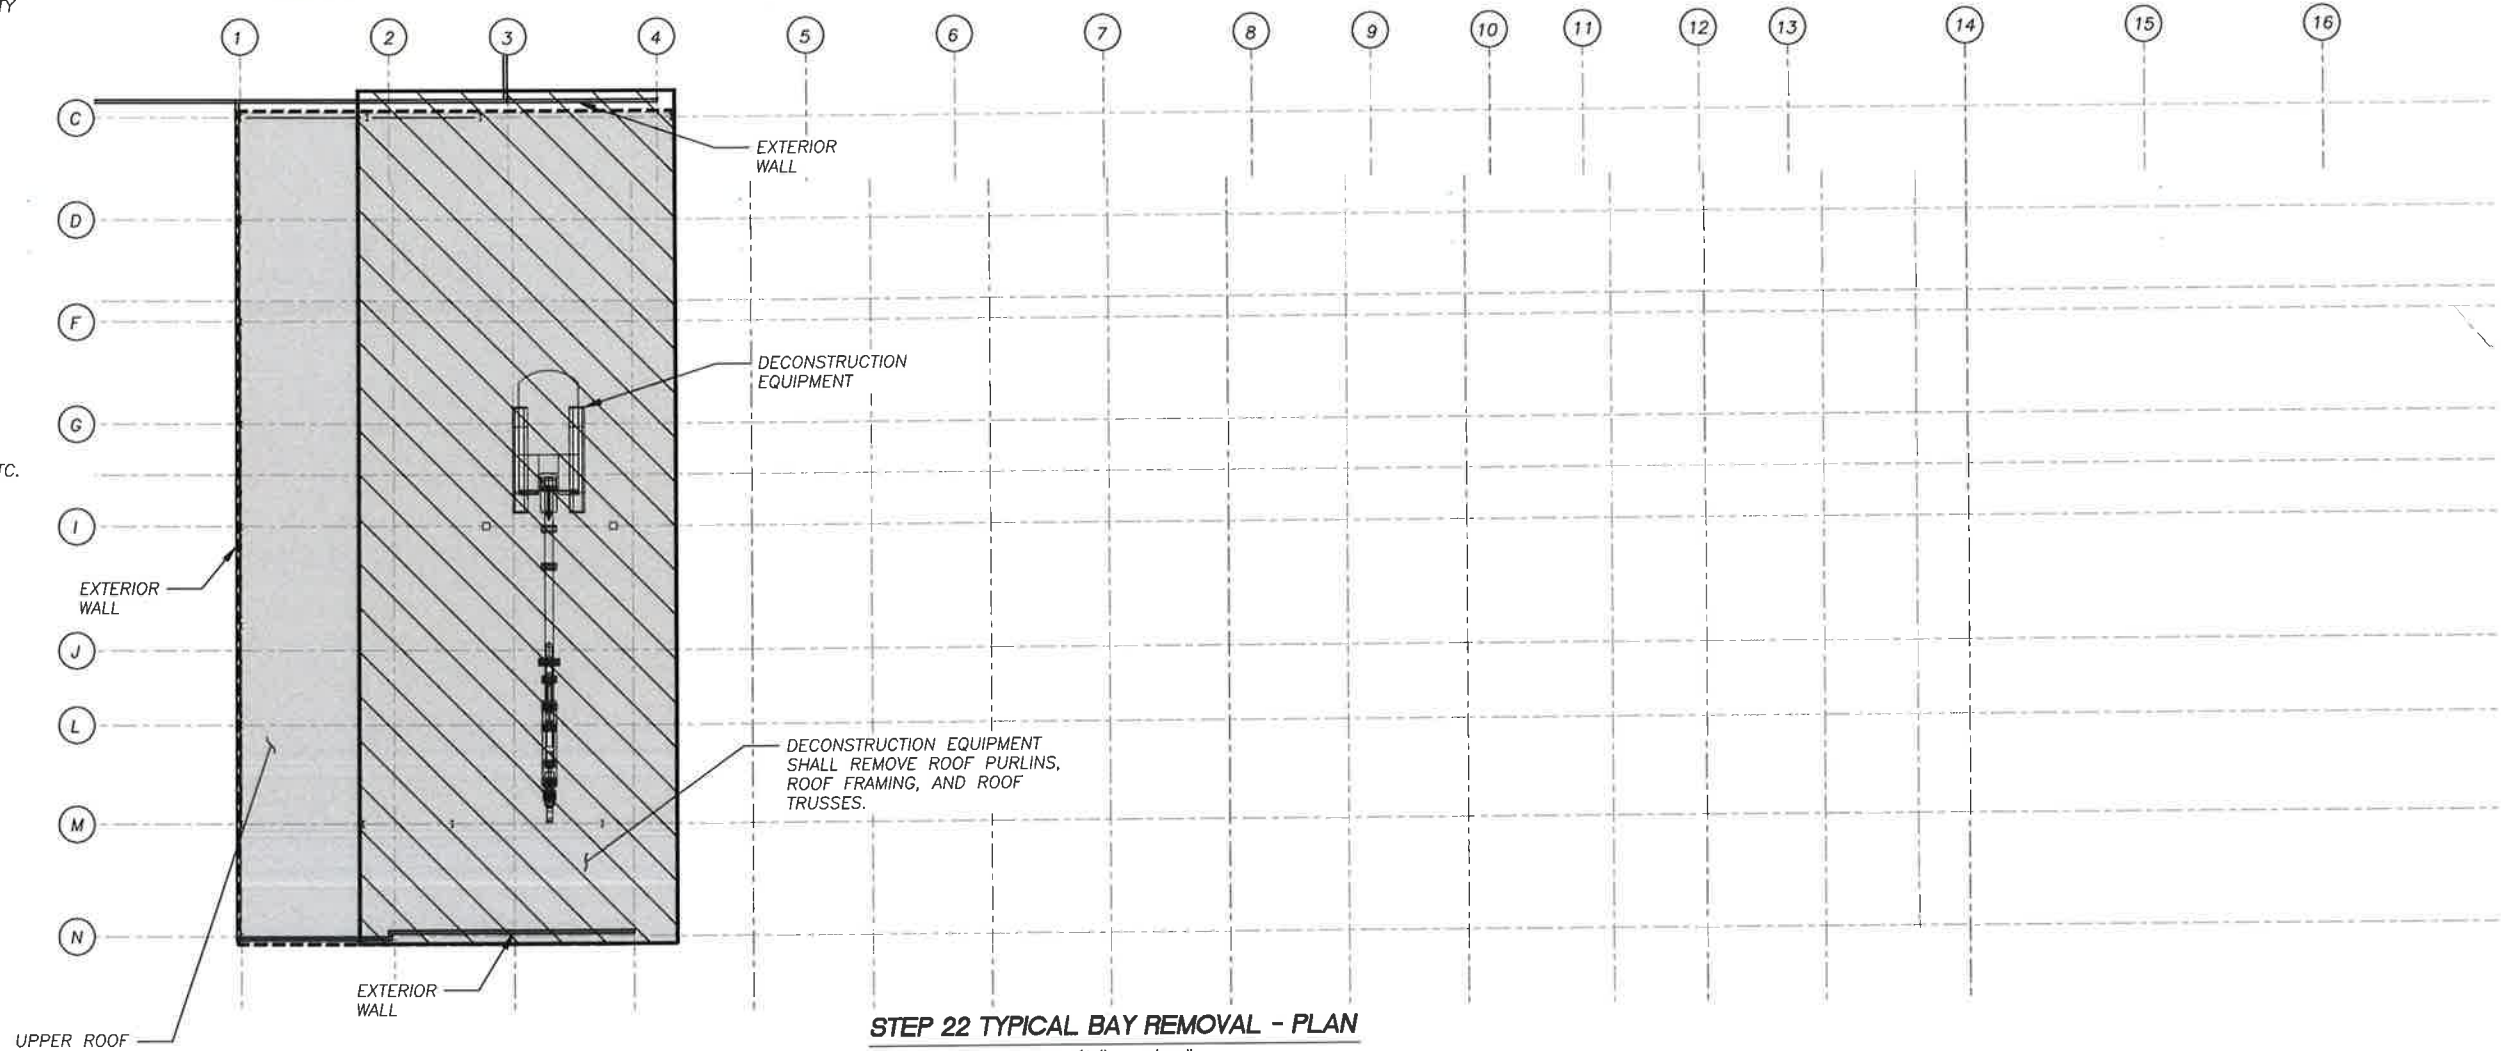 TY
1 2 3 4 5 6 7 8 9 10 11 12 13 14 15 16
C
EXTERIOR
WALL
D
F
DECONSTRUCTION
EQUIPMENT
G
TC.
I
EXTERIOR
WALL
J
L
DECONSTRUCTION EQUIPMENT
SHALL REMOVE ROOF PURLINS,
ROOF FRAMING, AND ROOF
TRUSSES.
M
N
EXTERIOR
WALL
UPPER ROOF
STEP 22 TYPICAL BAY REMOVAL - PLAN